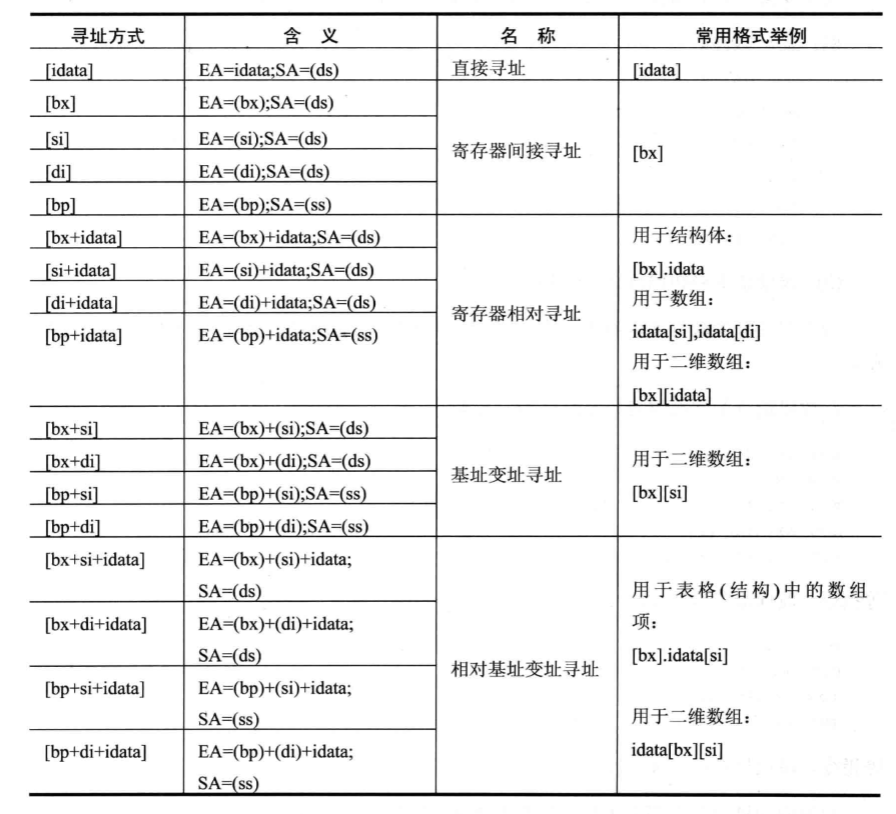 寻址方式 含 义 名 称 常用格式举例
[idata] EA=idata;SA=(ds) 直接寻址 [idata]
[bx] EA=(bx);SA=(ds)
[si] EA=(si);SA=(ds)
寄存器间接寻址 [bx]
[di] EA=(di);SA=(ds)
[bp] EA=(bp);SA=(ss)
[bx+idata] EA=(bx)+idata;SA=(ds) 用于结构体：
[si+idata] EA=(si)+idata;SA=(ds) [bx].idata
[di+idata] EA=(di)+idata;SA=(ds) 用于数组：
寄存器相对寻址
[bp+idata] EA=(bp)+idata;SA=(ss) idata[si],idata[di]
用于二维数组：
[bx][idata]
[bx+si] EA=(bx)+(si);SA=(ds)
[bx+di] EA=(bx)+(di);SA=(ds) 用于二维数组：
基址变址寻址
[bp+si] EA=(bp)+(si);SA=(ss) [bx][si]
[bp+di] EA=(bp)+(di);SA=(ss)
[bx+si+idata] EA=(bx)+(si)+idata;
SA=(ds) 用于表格(结构)中的数组
[bx+di+idata] EA=(bx)+(di)+idata; 项：
SA=(ds) [bx].idata[si]
相对基址变址寻址
[bp+si+idata] EA=(bp)+(si)+idata;
SA=(ss) 用于二维数组：
[bp+di+idata] EA=(bp)+(di)+idata; idata[bx][si]
SA=(ss)